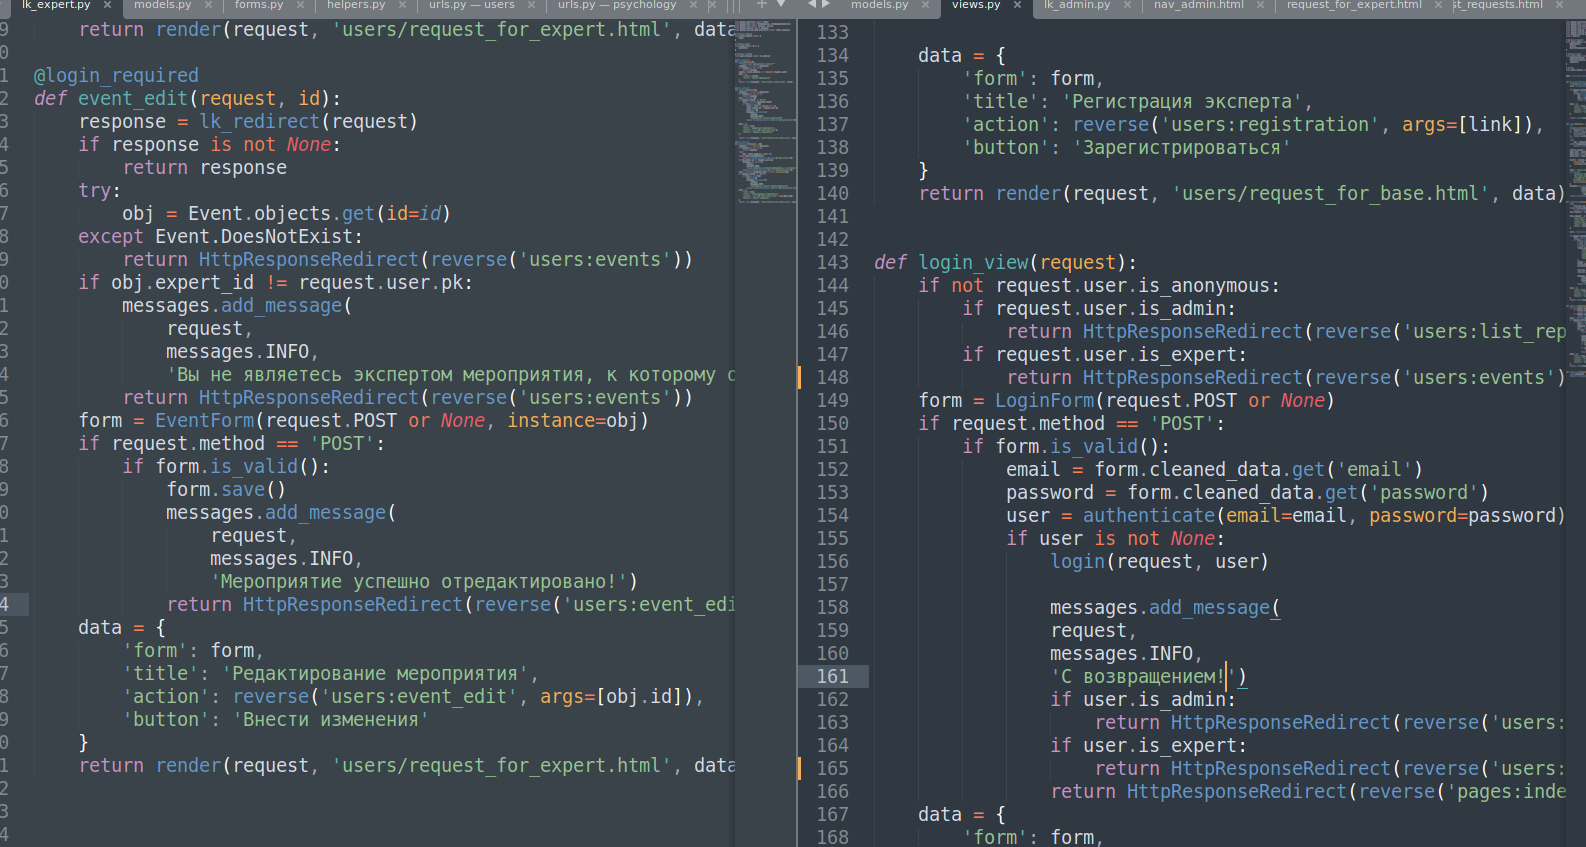 lk_expert.py × models.py × forms.py × helpers.py × urls.py — users × urls.py — psychology ×
9 return render(request, 'users/request_for_expert.html', data
0
1 @login_required
2 def event_edit(request, id):
3 response = lk_redirect(request)
4 if response is not None:
5 return response
6 try:
7 obj = Event.objects.get(id=id)
8 except Event.DoesNotExist:
9 return HttpResponseRedirect(reverse('users:events'))
0 if obj.expert_id != request.user.pk:
1 messages.add_message(
2 request,
3 messages.INFO,
4 'Вы не являетесь экспертом мероприятия, к которому
5 return HttpResponseRedirect(reverse('users:events'))
6 form = EventForm(request.POST or None, instance=obj)
7 if request.method == 'POST':
8 if form.is_valid():
9 form.save()
0 messages.add_message(
1 request,
2 messages.INFO,
3 'Мероприятие успешно отредактировано!')
4 return HttpResponseRedirect(reverse('users:event_edi
5 data = {
6 'form': form,
7 'title': 'Редактирование мероприятия',
8 'action': reverse('users:event_edit', args=[obj.id]),
9 'button': 'Внести изменения'
0 }
1 return render(request, 'users/request_for_expert.html', data
2
3
4
models.py × views.py × lk_admin.py × nav_admin.html × request_for_expert.html × st_requests.html ×
133
134 data = {
135 'form': form,
136 'title': 'Регистрация эксперта',
137 'action': reverse('users:registration', args=[link]),
138 'button': 'Зарегистрироваться'
139 }
140 return render(request, 'users/request_for_base.html', data)
141
142
143 def login_view(request):
144 if not request.user.is_anonymous:
145 if request.user.is_admin:
146 return HttpResponseRedirect(reverse('users:list_rep
147 if request.user.is_expert:
148 return HttpResponseRedirect(reverse('users:events')
149 form = LoginForm(request.POST or None)
150 if request.method == 'POST':
151 if form.is_valid():
152 email = form.cleaned_data.get('email')
153 password = form.cleaned_data.get('password')
154 user = authenticate(email=email, password=password)
155 if user is not None:
156 login(request, user)
157
158 messages.add_message(
159 request,
160 messages.INFO,
161 'С возвращением!')
162 if user.is_admin:
163 return HttpResponseRedirect(reverse('users:
164 if user.is_expert:
165 return HttpResponseRedirect(reverse('users:
166 return HttpResponseRedirect(reverse('pages:inde
167 data = {
168 'form': form,